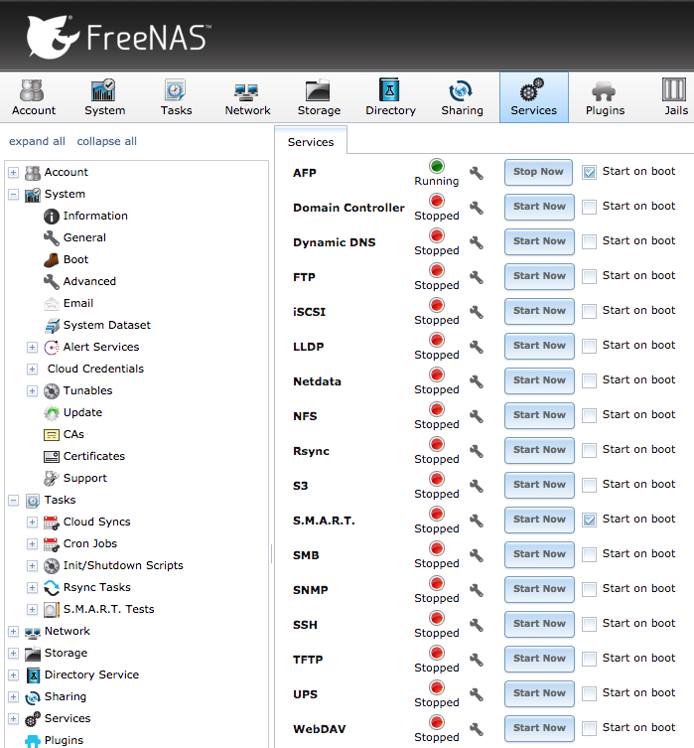 FreeNAS™
Account System Tasks Network Storage Directory Sharing Services Plugins Jails
expand all collapse all
Account
System
Information
General
Boot
Advanced
Email
System Dataset
Alert Services
Cloud Credentials
Tunables
Update
CAs
Certificates
Support
Tasks
Cloud Syncs
Cron Jobs
Init/Shutdown Scripts
Rsync Tasks
S.M.A.R.T. Tests
Network
Storage
Directory Service
Sharing
Services
Plugins
Services
AFP Running Stop Now Start on boot
Domain Controller Stopped Start Now Start on boot
Dynamic DNS Stopped Start Now Start on boot
FTP Stopped Start Now Start on boot
iSCSI Stopped Start Now Start on boot
LLDP Stopped Start Now Start on boot
Netdata Stopped Start Now Start on boot
NFS Stopped Start Now Start on boot
Rsync Stopped Start Now Start on boot
S3 Stopped Start Now Start on boot
S.M.A.R.T. Stopped Start Now Start on boot
SMB Stopped Start Now Start on boot
SNMP Stopped Start Now Start on boot
SSH Stopped Start Now Start on boot
TFTP Stopped Start Now Start on boot
UPS Stopped Start Now Start on boot
WebDAV Stopped Start Now Start on boot